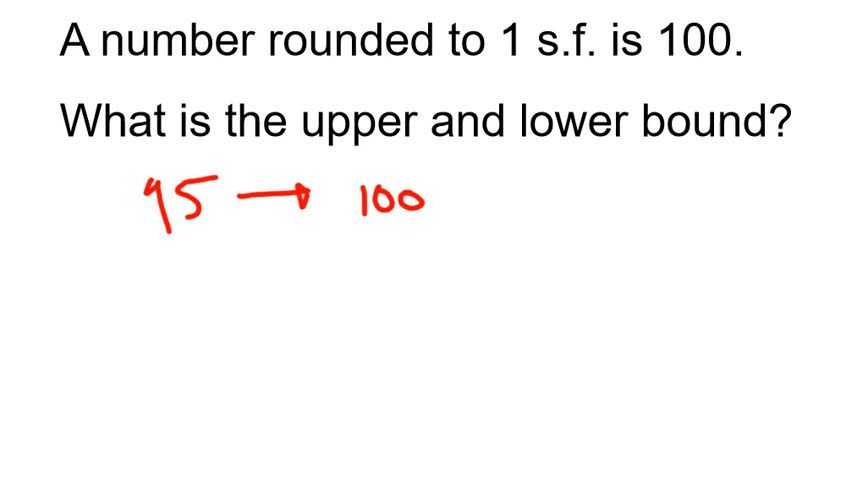 A number rounded to 1 s.f. is 100.
What is the upper and lower bound?
95 → 100